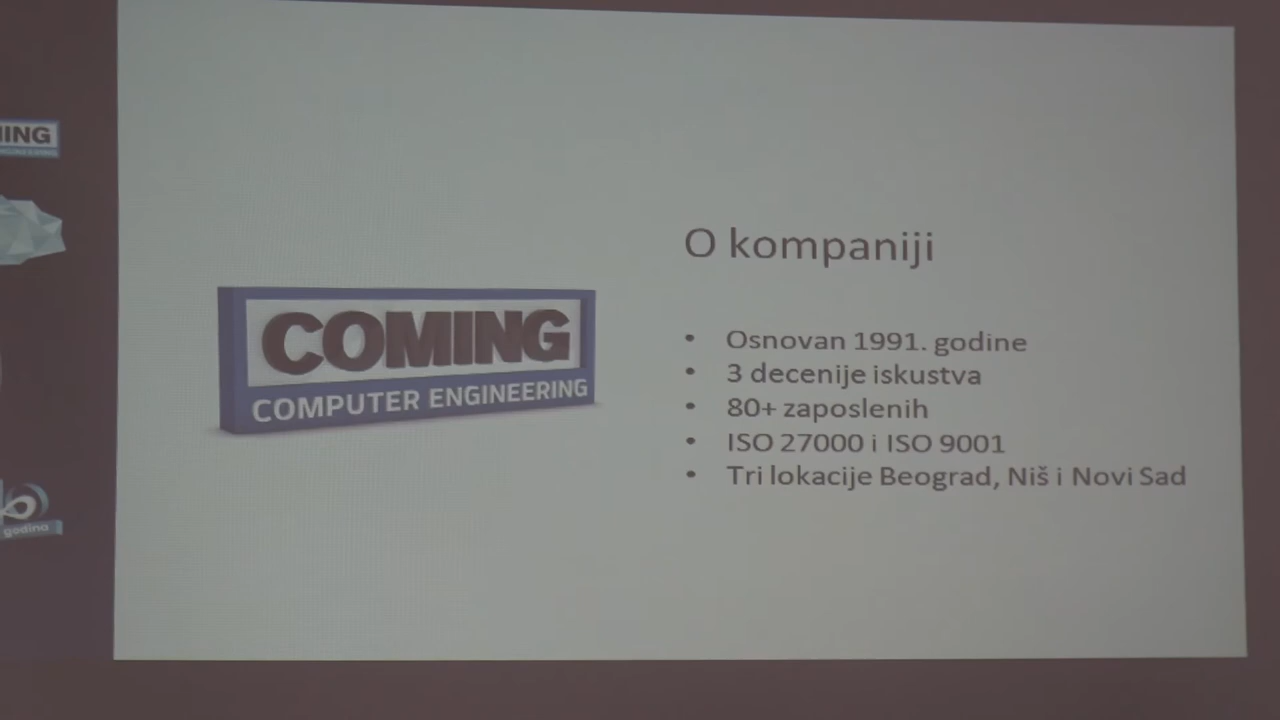 O kompaniji
COMING
COMPUTER ENGINEERING
• Osnovan 1991. godine
• 3 decenije iskustva
• 80+ zaposlenih
• ISO 27000 i ISO 9001
• Tri lokacije Beograd, Niš i Novi Sad
godina